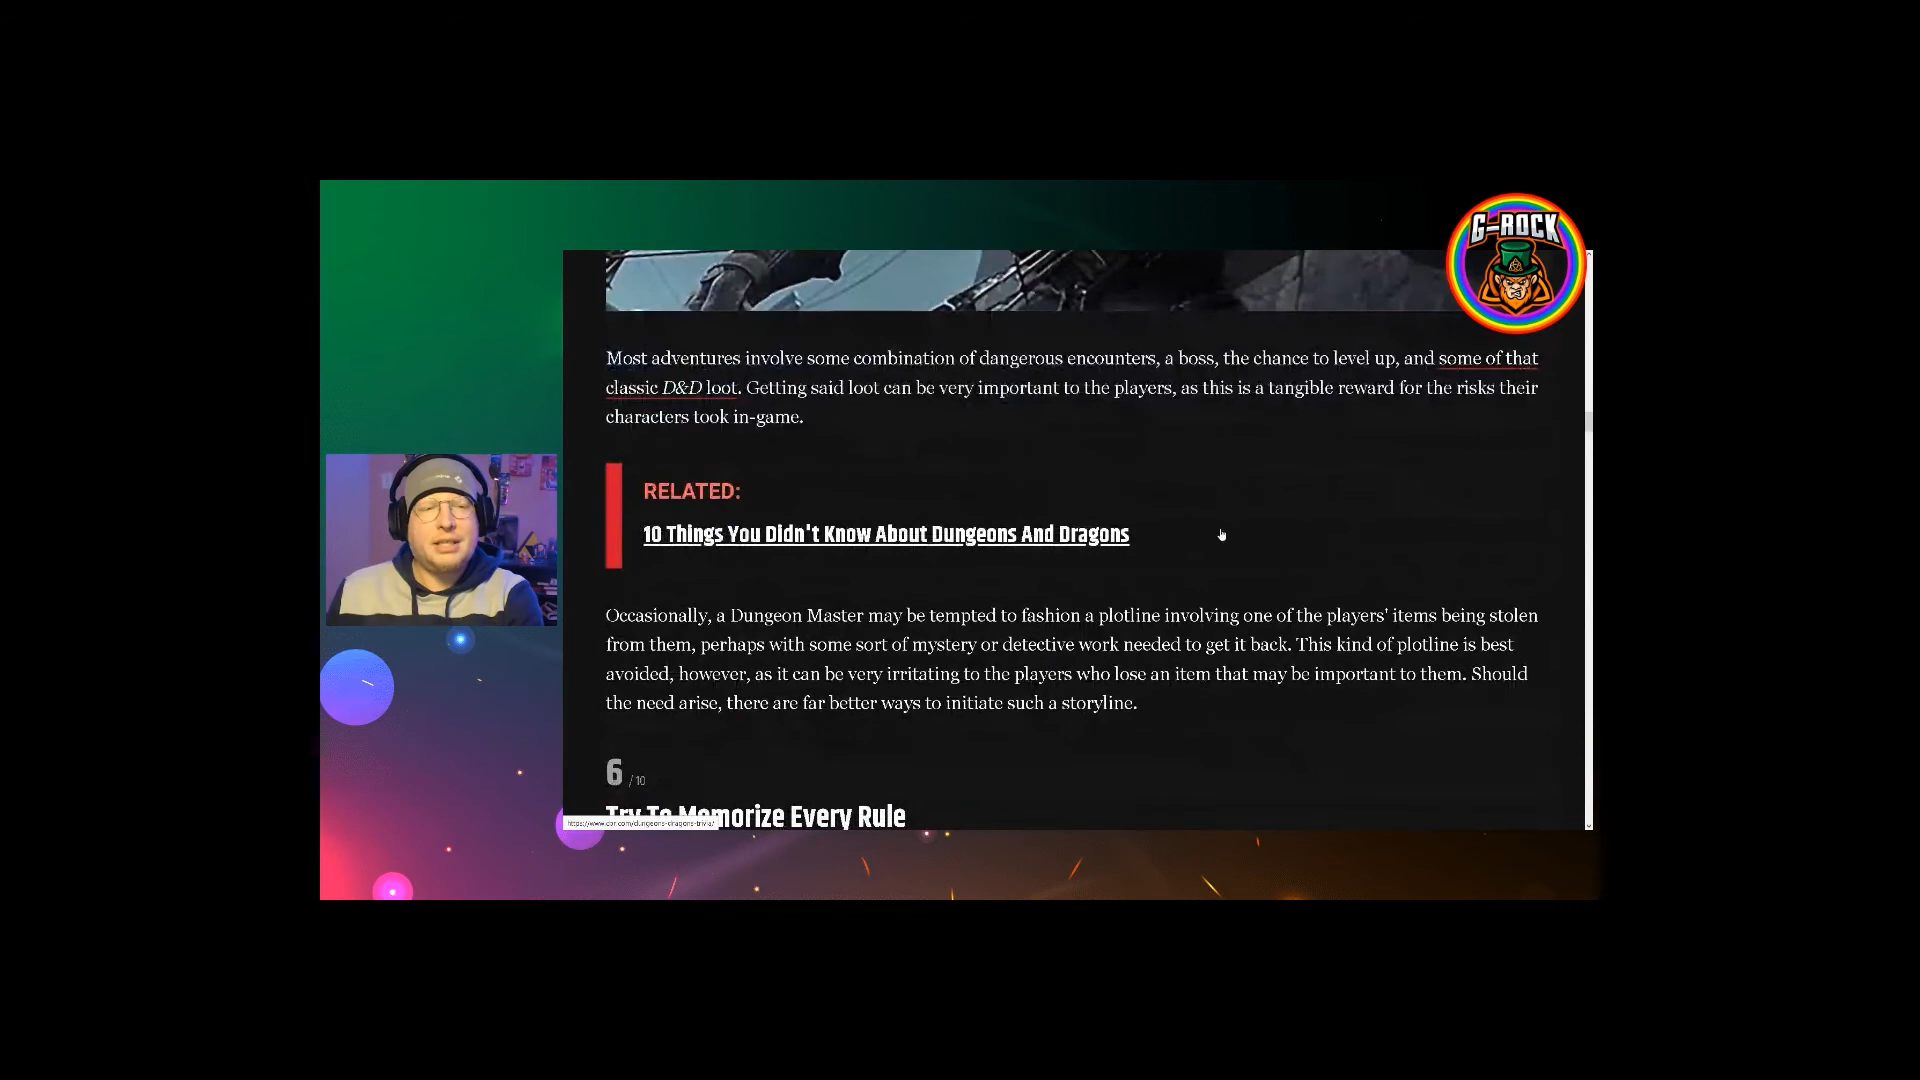 G-ROCK
Most adventures involve some combination of dangerous encounters, a boss, the chance to level up, and some of that
classic D&D loot. Getting said loot can be very important to the players, as this is a tangible reward for the risks their
characters took in-game.
RELATED:
10 Things You Didn't Know About Dungeons And Dragons
Occasionally, a Dungeon Master may be tempted to fashion a plotline involving one of the players' items being stolen
from them, perhaps with some sort of mystery or detective work needed to get it back. This kind of plotline is best
avoided, however, as it can be very irritating to the players who lose an item that may be important to them. Should
the need arise, there are far better ways to initiate such a storyline.
6 / 10
Try To Memorize Every Rule
https://www.cbr.com/dungeons-dragons-trivia/